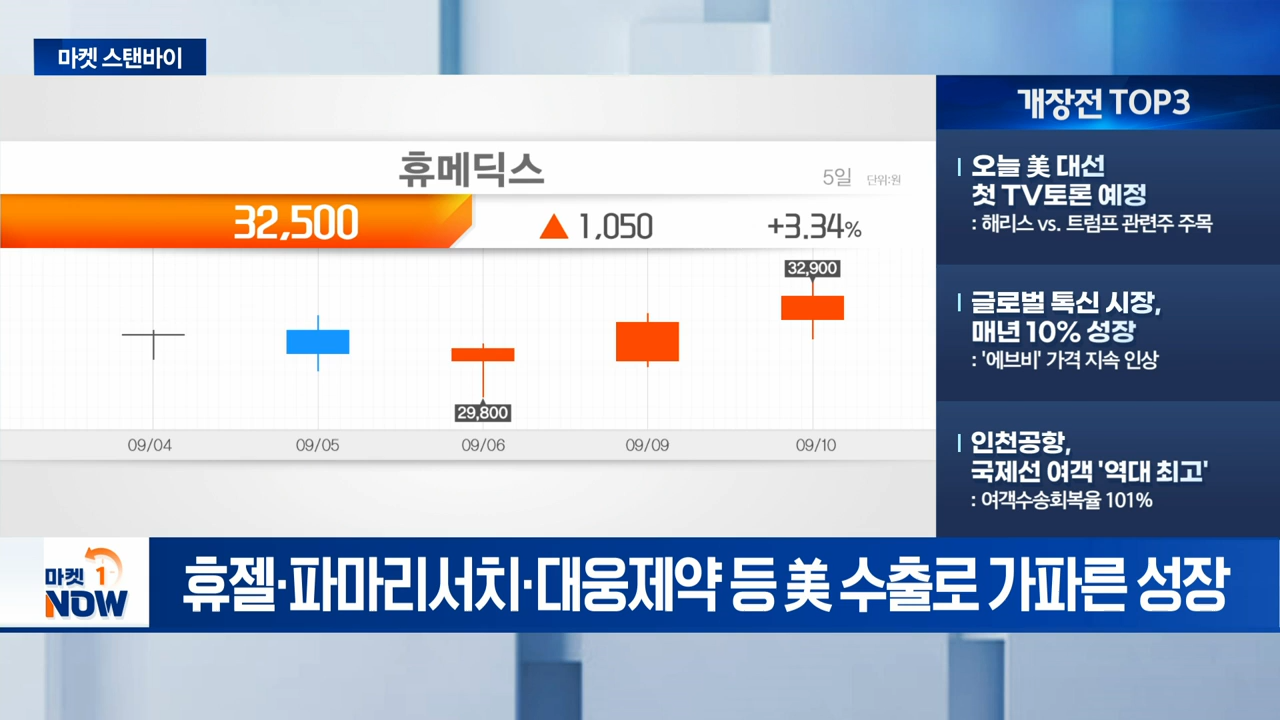 마켓 스탠바이
휴메딕스
5일 단위:원
32,500 ▲ 1,050 +3.34%
32,900
29,800
09/04 09/05 09/06 09/09 09/10
개장전 TOP3
오늘 美 대선
첫 TV토론 예정
: 해리스 vs. 트럼프 관련주 주목
글로벌 톡신 시장,
매년 10% 성장
: '에브비' 가격 지속 인상
인천공항,
국제선 여객 '역대 최고'
: 여객수송회복율 101%
마켓 1
NOW
휴젤·파마리서치·대웅제약 등 美 수출로 가파른 성장